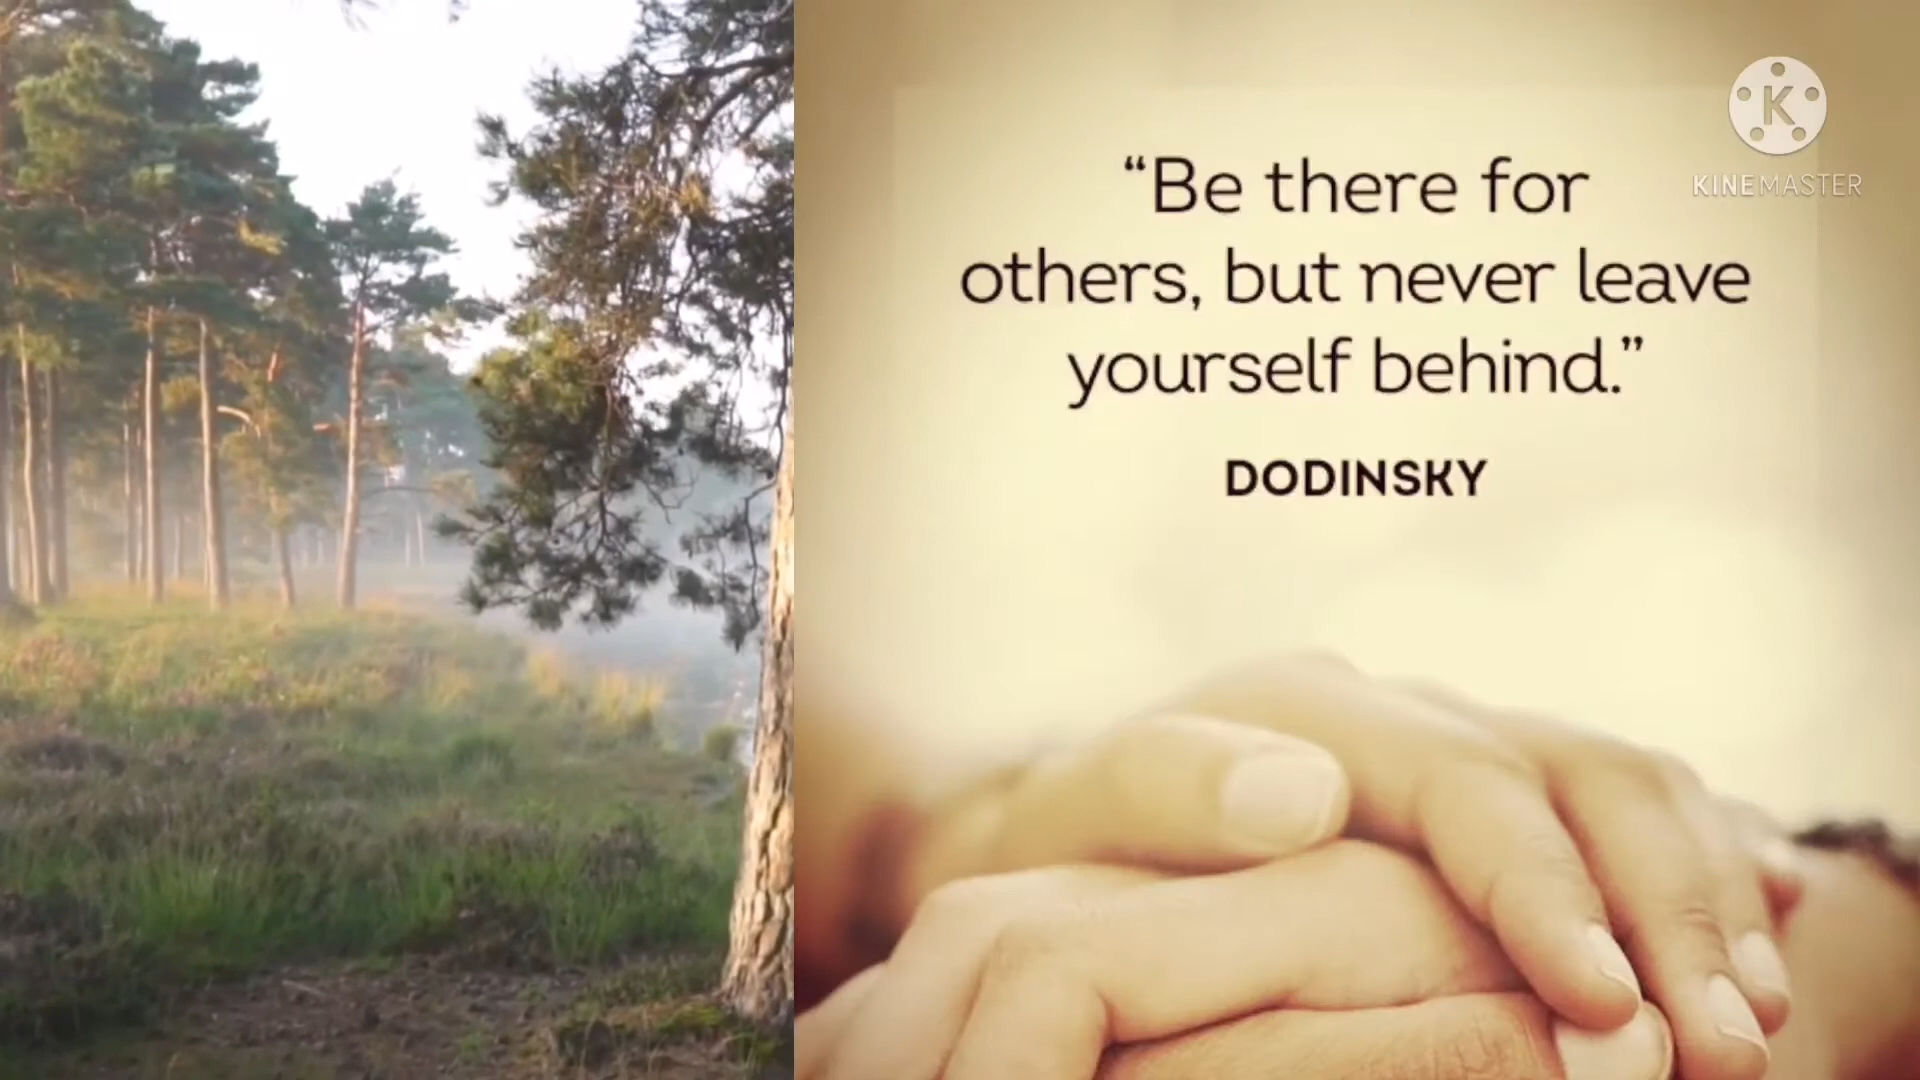 “Be there for
others, but never leave
yourself behind.”
DODINSKY
K
KINEMASTER